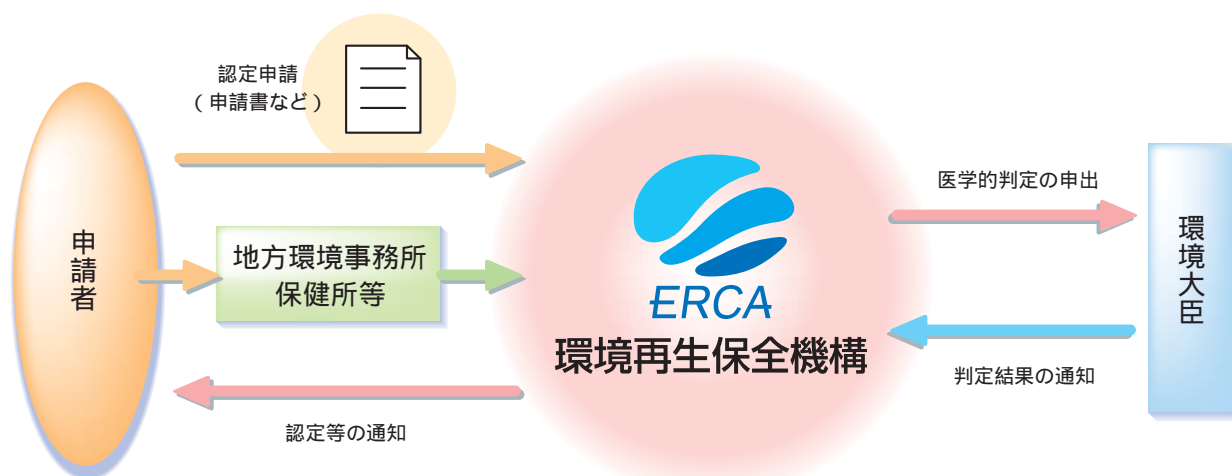 認定申請
（申請書など）
申請者
地方環境事務所
保健所等
認定等の通知
ERCA
環境再生保全機構
医学的判定の申出
判定結果の通知
環境大臣